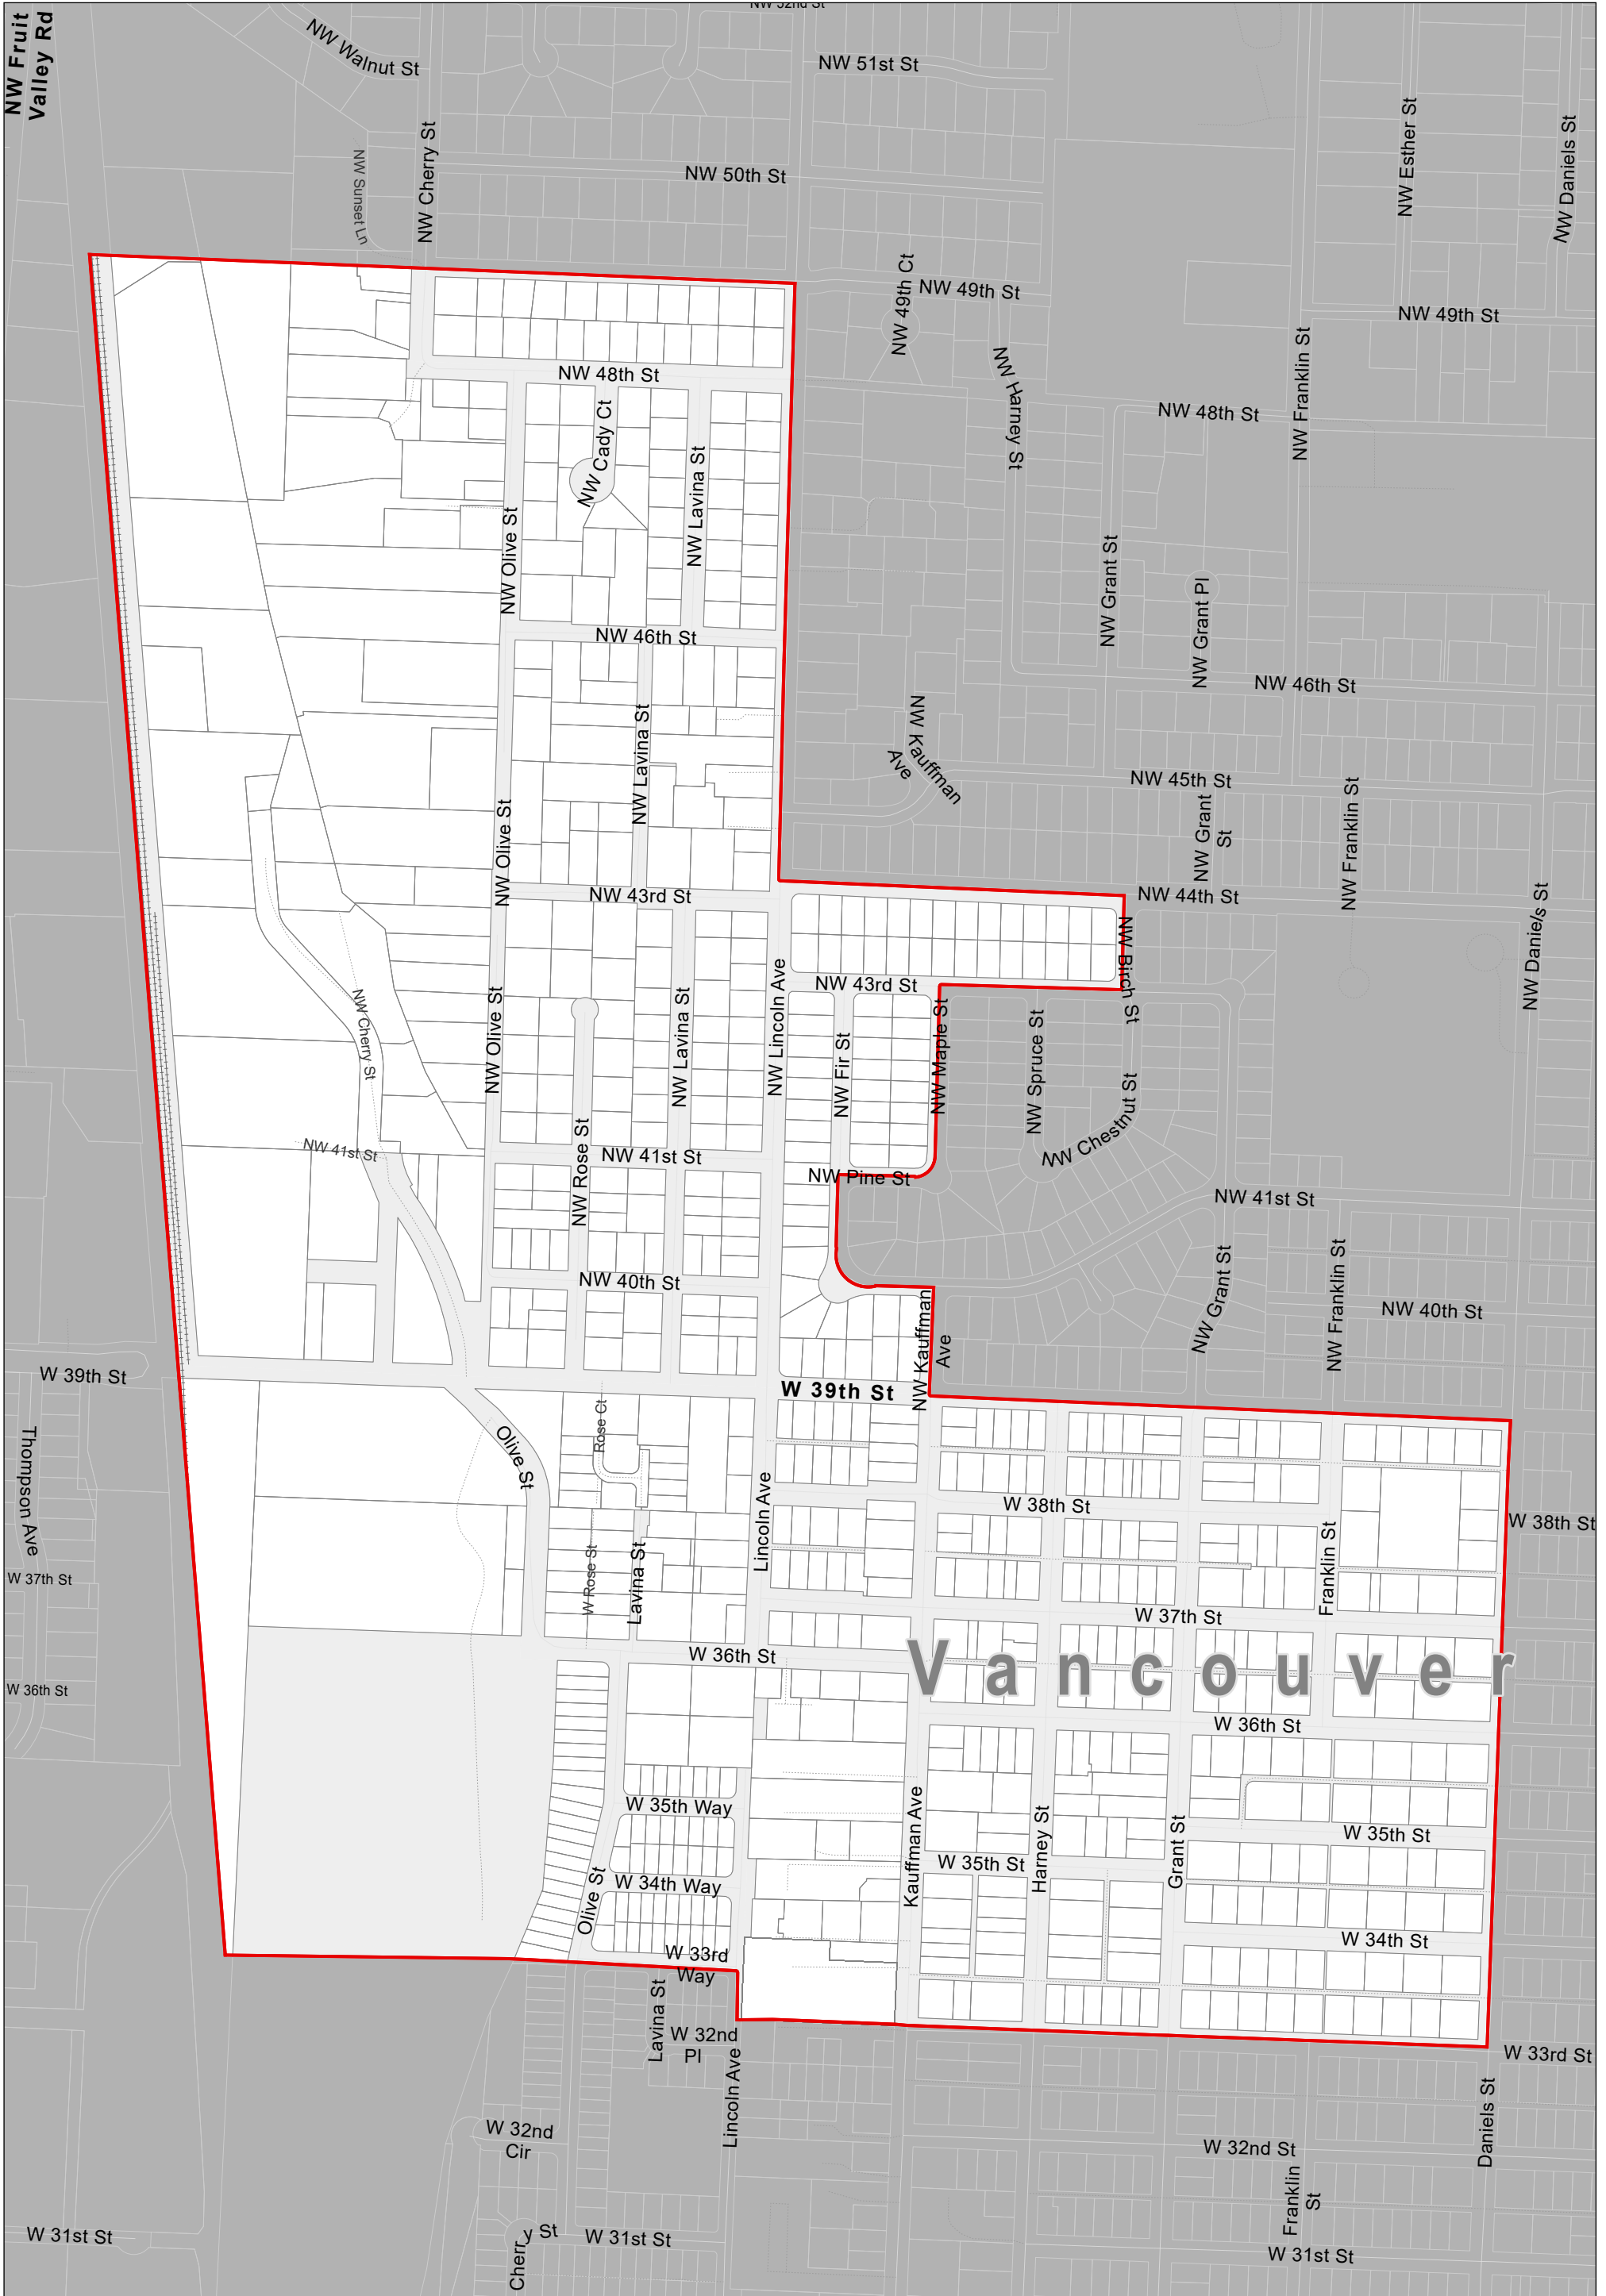 NW 52nd St
NW Fruit
Valley Rd
NW Walnut St
NW 51st St
NW Cherry St
NW Sunset Ln
NW 50th St
NW Esther St
NW Daniels St
NW 49th Ct
NW 49th St
NW 49th St
NW Franklin St
NW Harney St
NW 48th St
NW 48th St
NW Cady Ct
NW Lavina St
NW Olive St
NW Grant St
NW Grant Pl
NW 46th St
NW 46th St
NW Kauffman
Ave
NW Lavina St
NW 45th St
NW Grant
St
NW Franklin St
NW Olive St
NW 43rd St
NW 44th St
NW Daniels St
NW Birch St
NW Lincoln Ave
NW 43rd St
NW Cherry St
NW Olive St
NW Lavina St
NW Fir St
NW Maple St
NW Spruce St
NW Chestnut St
NW Rose St
NW 41st St
NW 41st St
NW Pine St
NW 41st St
NW Grant St
NW Franklin St
NW 40th St
NW 40th St
NW Kauffman
Ave
W 39th St
W 39th St
Thompson Ave
Olive St
Rose Ct
Lincoln Ave
W 38th St
W 38th St
Franklin St
W Rose St
Lavina St
W 37th St
W 37th St
W 36th St
Vancouver
W 36th St
W 36th St
W 35th Way
Kauffman Ave
Harney St
Grant St
W 35th St
W 35th St
W 34th Way
Olive St
W 34th St
W 33rd
Way
Lavina St
W 32nd
Pl
W 33rd St
Lincoln Ave
Daniels St
W 32nd
Cir
W 32nd St
Franklin
St
W 31st St
Cherry St
W 31st St
W 31st St